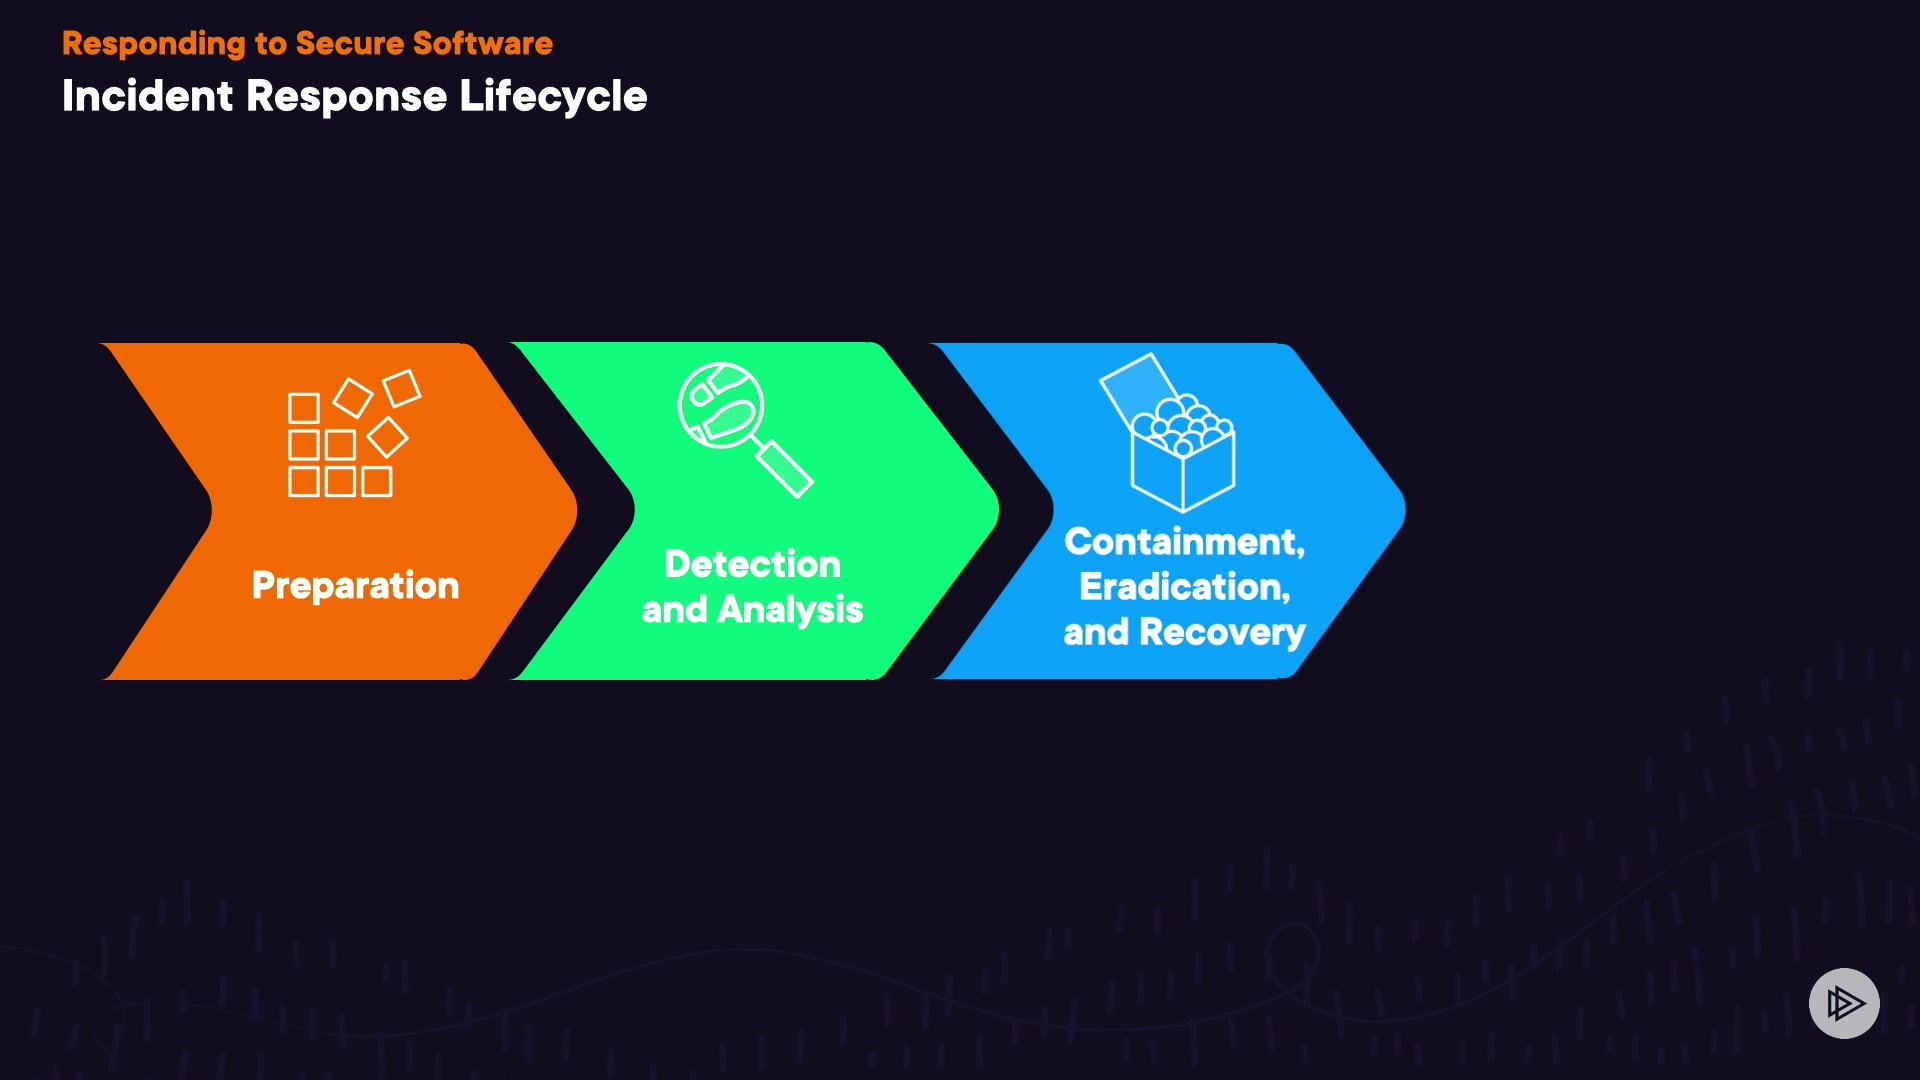 Responding to Secure Software
Incident Response Lifecycle
Preparation
Detection
and Analysis
Containment,
Eradication,
and Recovery